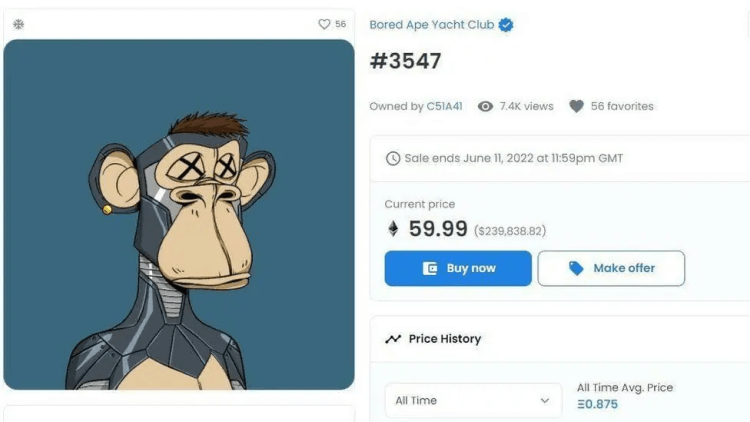 56
Bored Ape Yacht Club
#3547
Owned by C51A41 7.4K views 56 favorites
Sale ends June 11, 2022 at 11:59pm GMT
Current price
59.99 ($239,838.82)
Buy now Make offer
Price History
All Time
All Time Avg. Price
Ξ0.875